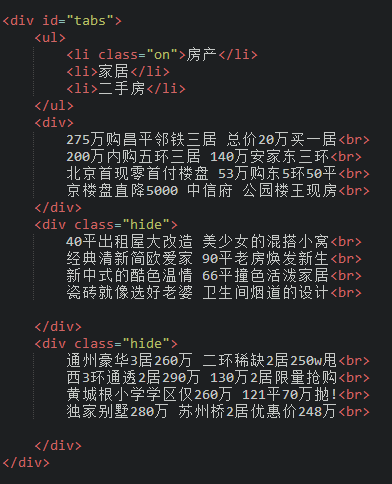 <div id="tabs">
<ul>
<li class="on">房产</li>
<li>家居</li>
<li>二手房</li>
</ul>
<div>
275万购昌平邻铁三居 总价20万买一居<br>
200万内购五环三居 140万安家东三环<br>
北京首现零首付楼盘 53万购东5环50平<br>
京楼盘直降5000 中信府 公园楼王现房<br>
</div>
<div class="hide">
40平出租屋大改造 美少女的混搭小窝<br>
经典清新简欧爱家 90平老房焕发新生<br>
新中式的酷色温情 66平撞色活泼家居<br>
瓷砖就像选好老婆 卫生间烟道的设计<br>
</div>
<div class="hide">
通州豪华3居260万 二环稀缺2居250w甩<br>
西3环通透2居290万 130万2居限量抢购<br>
黄城根小学学区仅260万 121平70万抛!<br>
独家别墅280万 苏州桥2居优惠价248万<br>
</div>
</div>